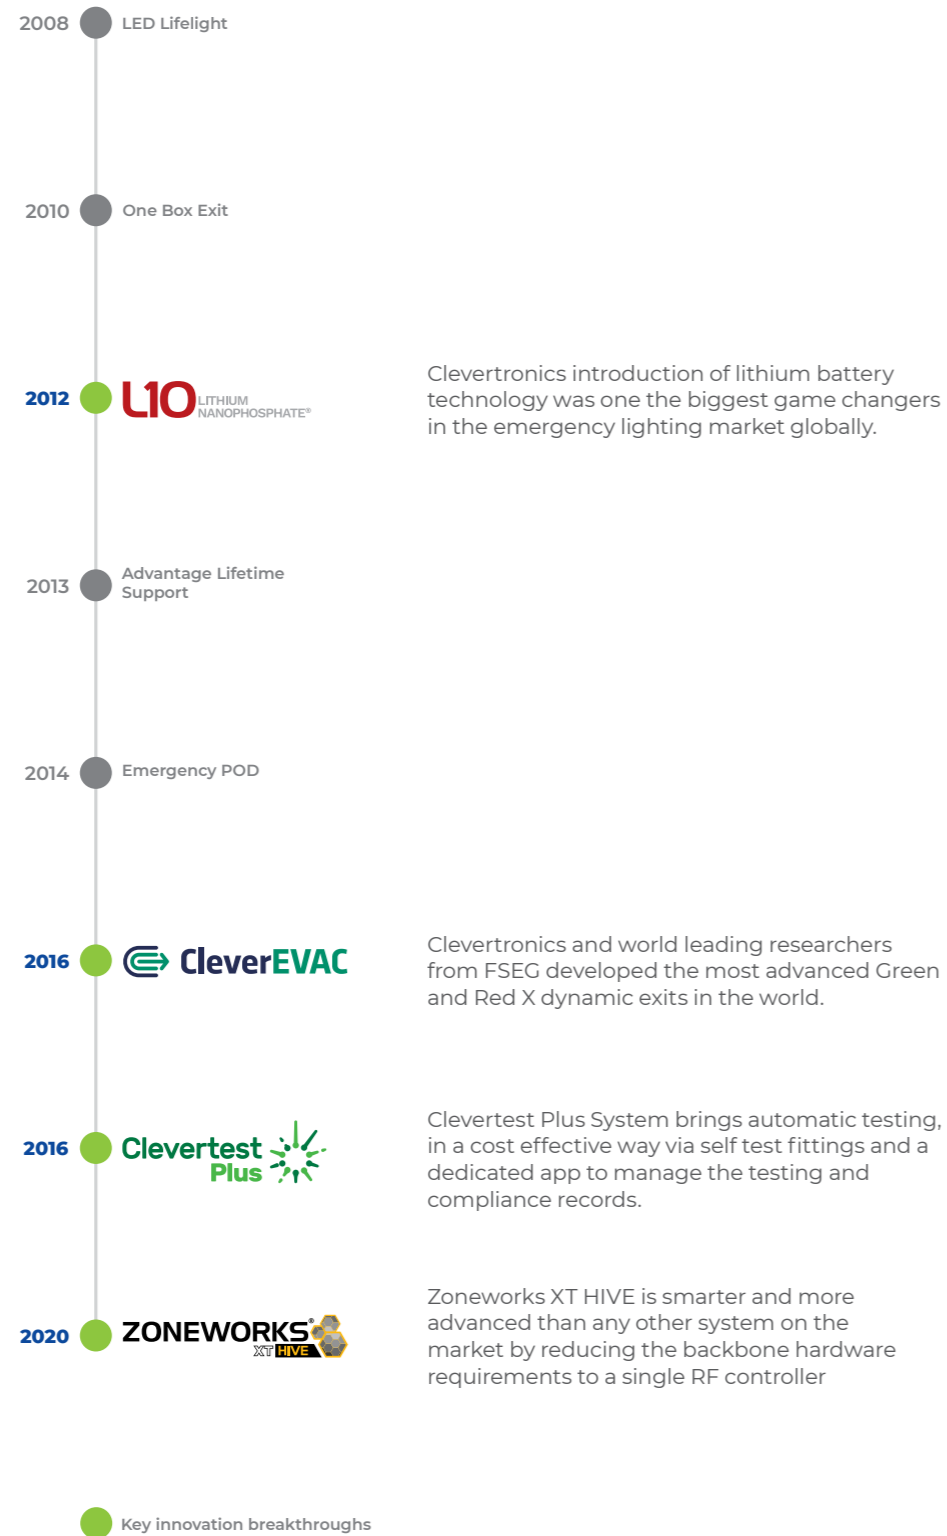 2008
LED Lifelight
2010
One Box Exit
2012
L10
LITHIUM
NANOPHOSPHATE®
Clevertronics introduction of lithium battery
technology was one the biggest game changers
in the emergency lighting market globally.
2013
Advantage Lifetime
Support
2014
Emergency POD
2016
CleverEVAC
Clevertronics and world leading researchers
from FSEG developed the most advanced Green
and Red X dynamic exits in the world.
2016
Clevertest
Plus
Clevertest Plus System brings automatic testing,
in a cost effective way via self test fittings and a
dedicated app to manage the testing and
compliance records.
2020
ZONEWORKS®
XT HIVE
Zoneworks XT HIVE is smarter and more
advanced than any other system on the
market by reducing the backbone hardware
requirements to a single RF controller
Key innovation breakthroughs